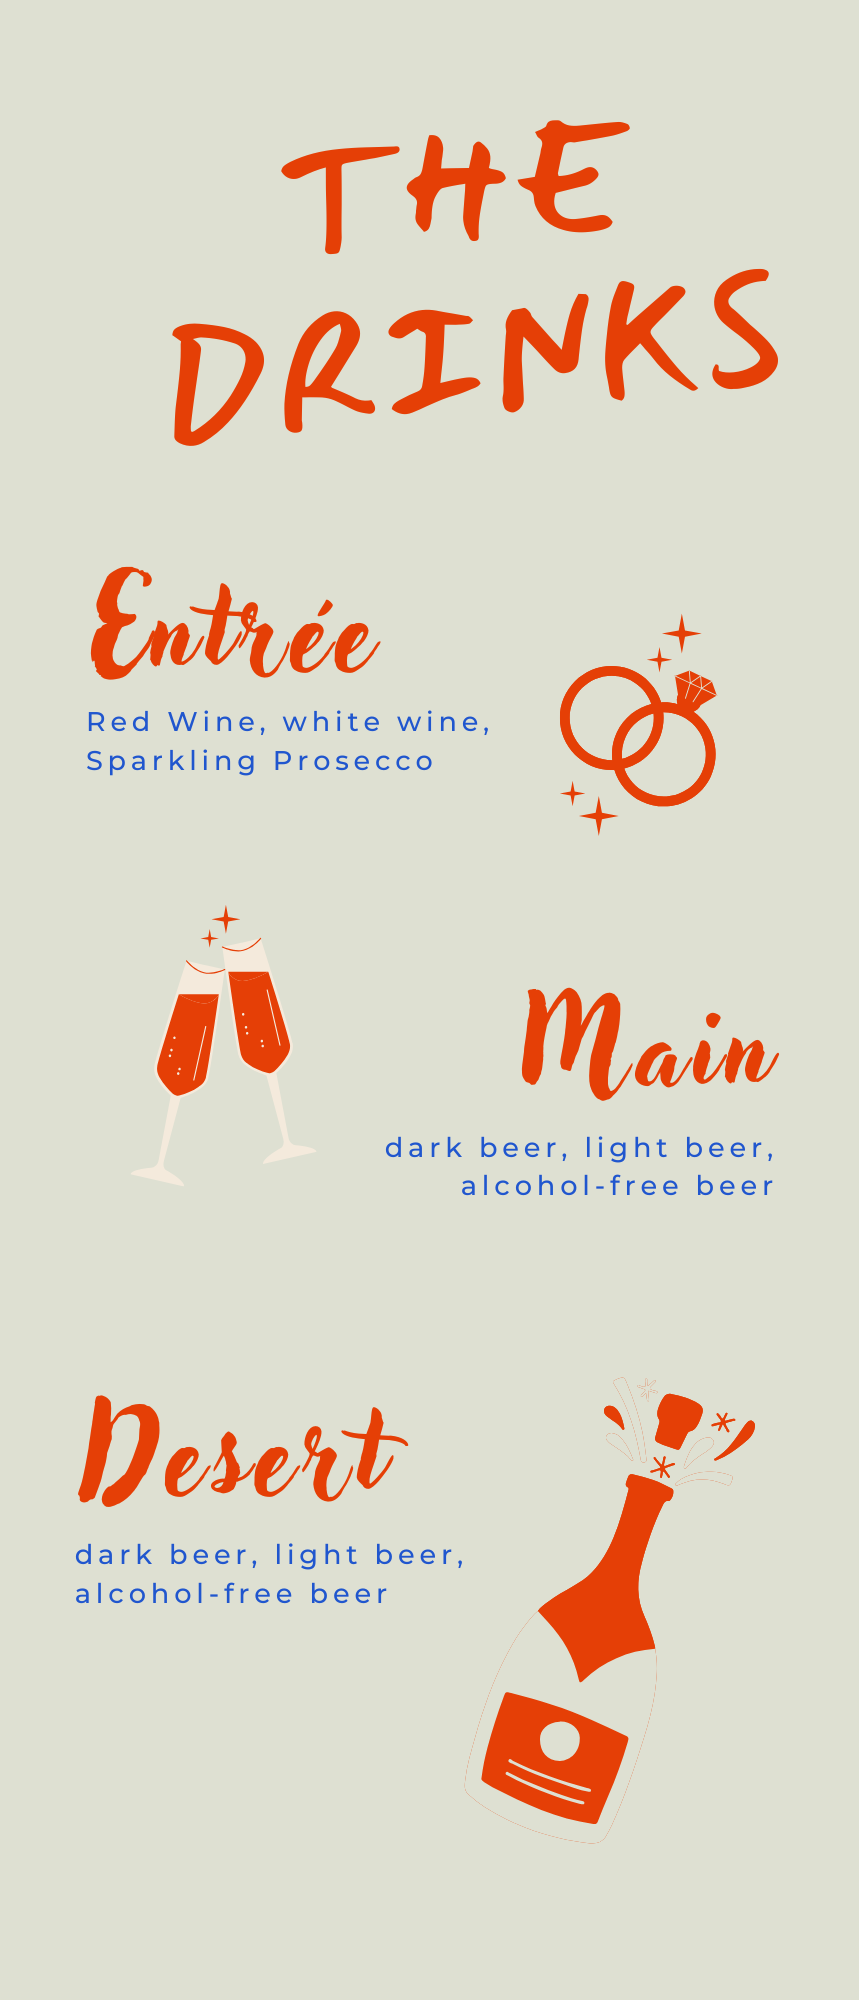 THE
DRINKS
Entrée
Red Wine, white wine,
Sparkling Prosecco
Main
dark beer, light beer,
alcohol-free beer
Desert
dark beer, light beer,
alcohol-free beer